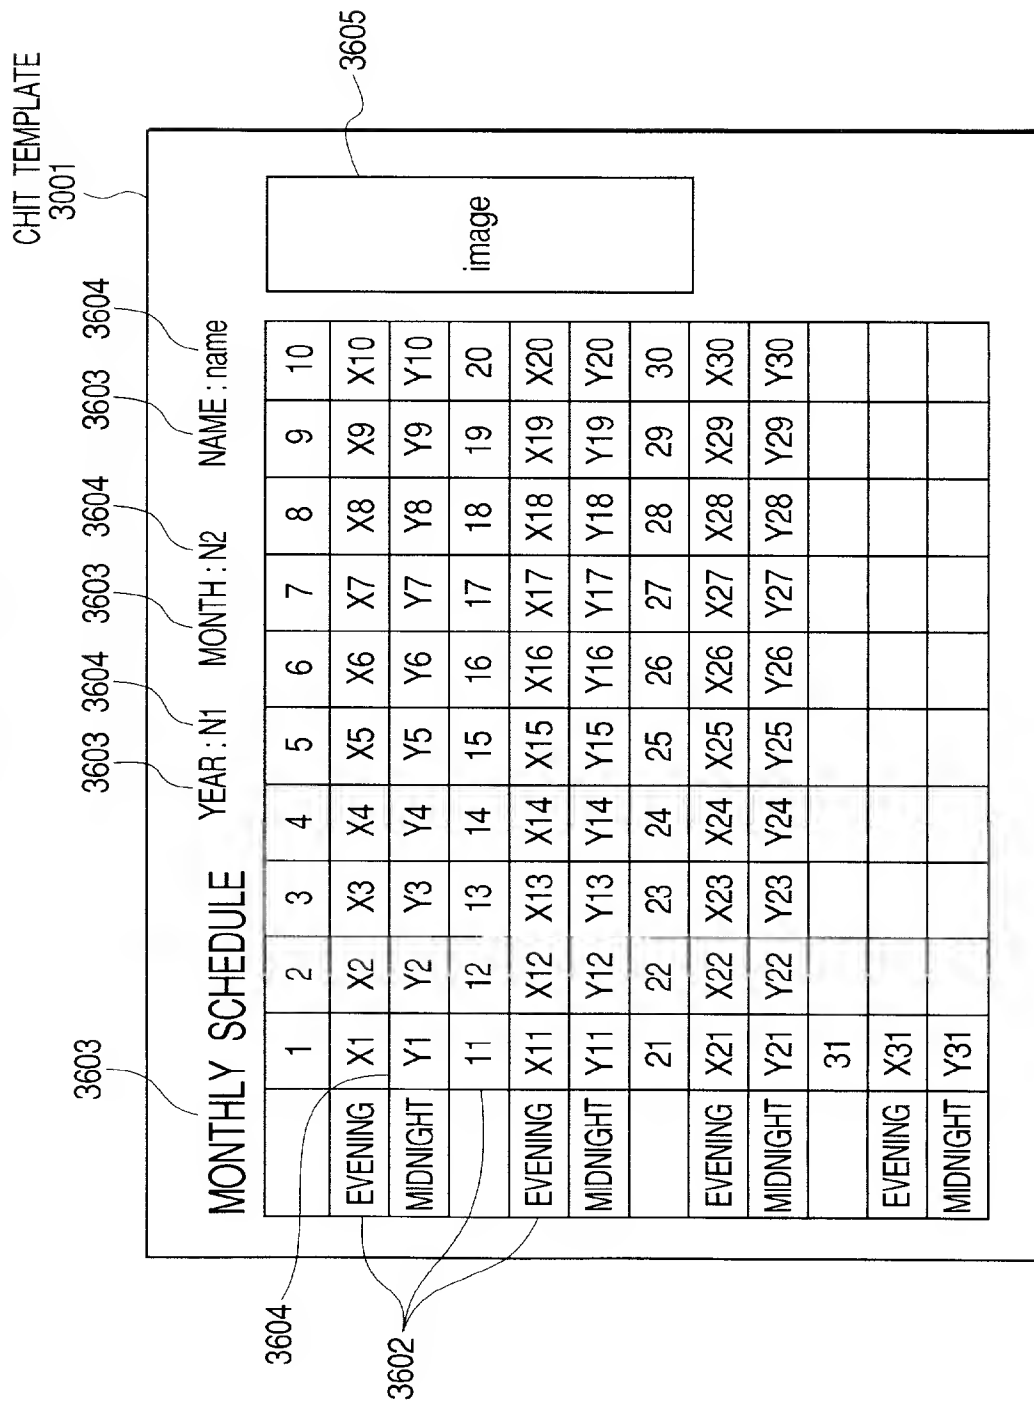 CHIT TEMPLATE
3001
3603 3603 3604 3603 3604 3603 3604
MONTHLY SCHEDULE YEAR : N1 MONTH : N2 NAME : name
1 2 3 4 5 6 7 8 9 10
EVENING X1 X2 X3 X4 X5 X6 X7 X8 X9 X10
MIDNIGHT Y1 Y2 Y3 Y4 Y5 Y6 Y7 Y8 Y9 Y10
11 12 13 14 15 16 17 18 19 20
EVENING X11 X12 X13 X14 X15 X16 X17 X18 X19 X20
MIDNIGHT Y11 Y12 Y13 Y14 Y15 Y16 Y17 Y18 Y19 Y20
21 22 23 24 25 26 27 28 29 30
EVENING X21 X22 X23 X24 X25 X26 X27 X28 X29 X30
MIDNIGHT Y21 Y22 Y23 Y24 Y25 Y26 Y27 Y28 Y29 Y30
31
EVENING X31
MIDNIGHT Y31
image
3605
3604
3602